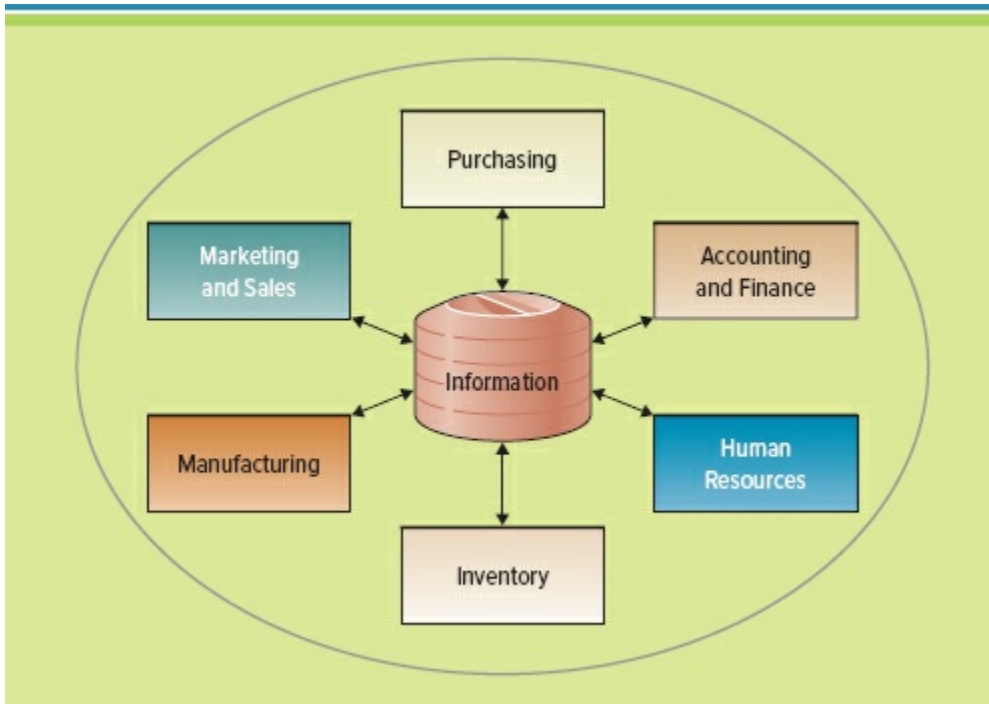 Purchasing
Marketing
and Sales
Accounting
and Finance
Information
Manufacturing
Human
Resources
Inventory